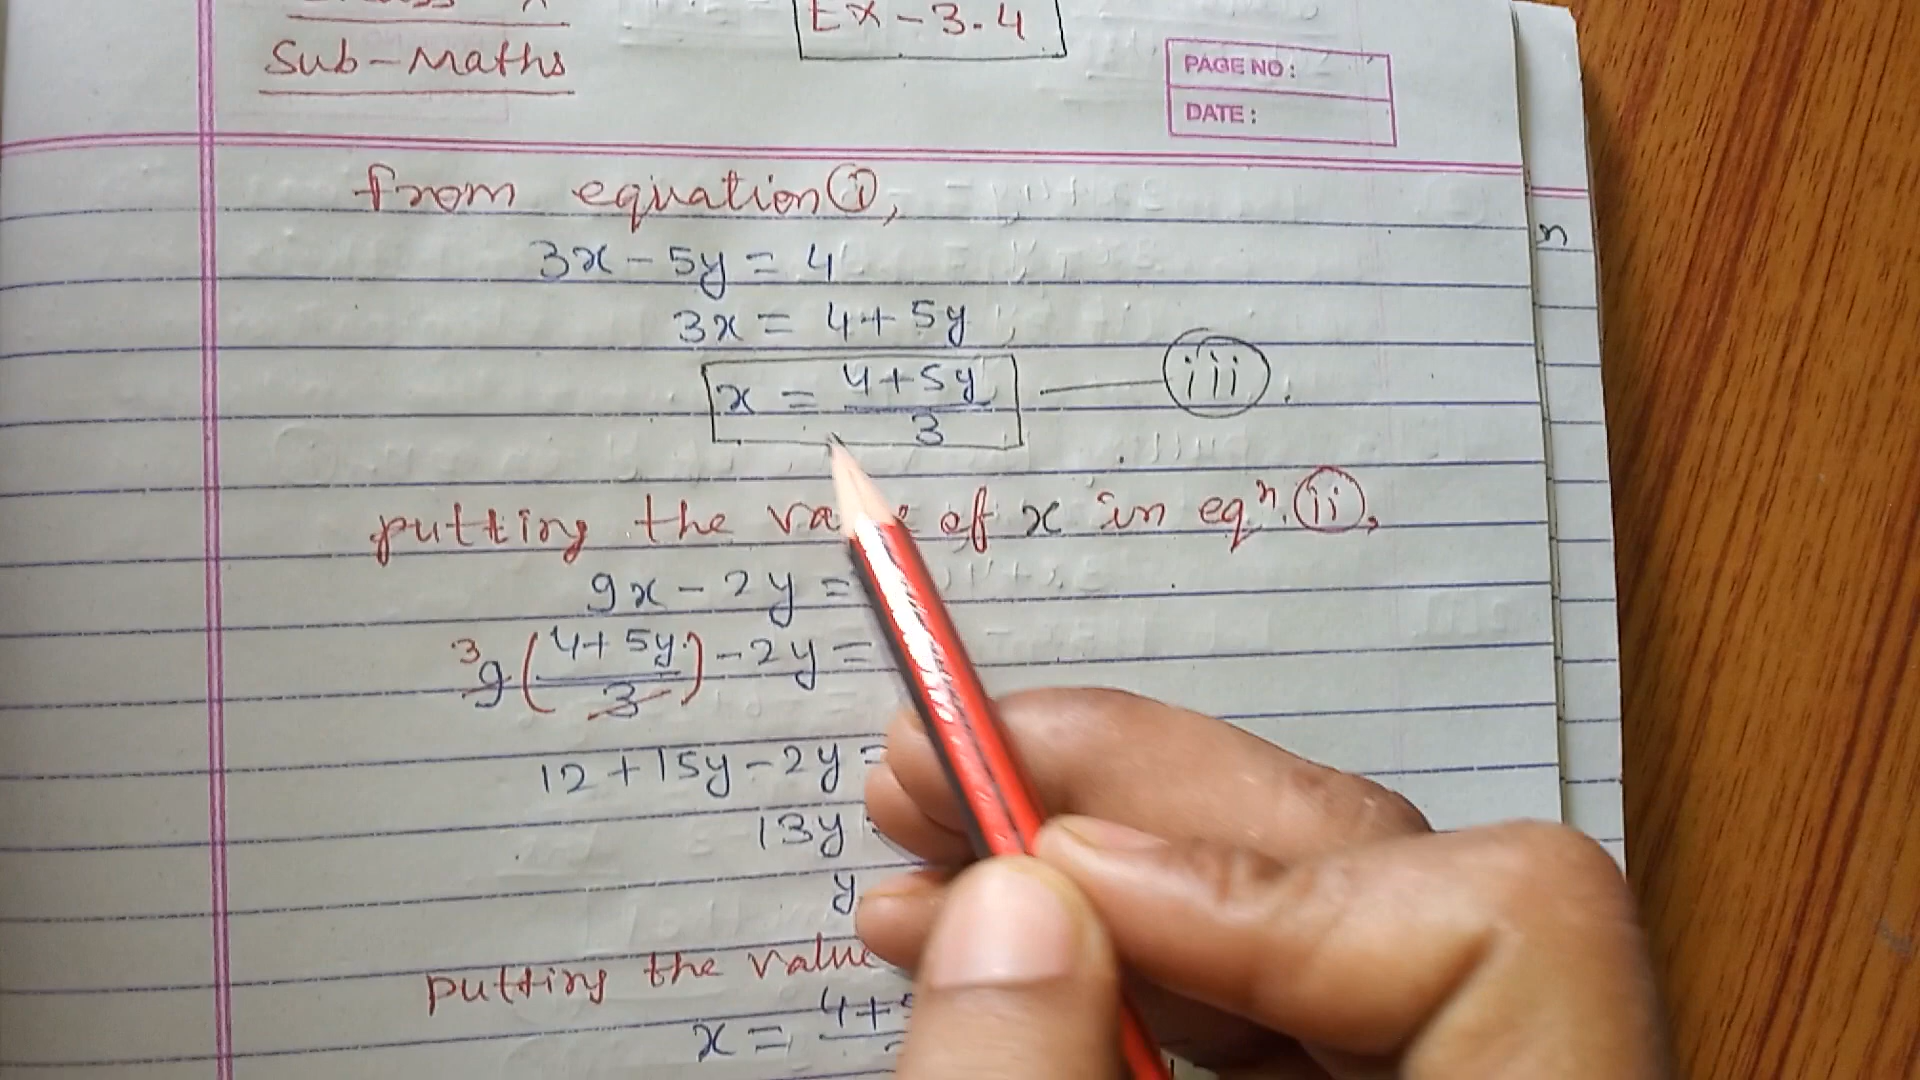 Sub-Maths
Ex-3.4
PAGE NO:
DATE:
from equation (i),
3x - 5y = 4
3x = 4 + 5y
x = (4+5y)/3 — (iii).
putting the of x in eqⁿ. (ii),
9x - 2y =
3 9((4+5y)/3) - 2y =
12 + 15y - 2y =
13y
y
putting the value
x = 4+
n